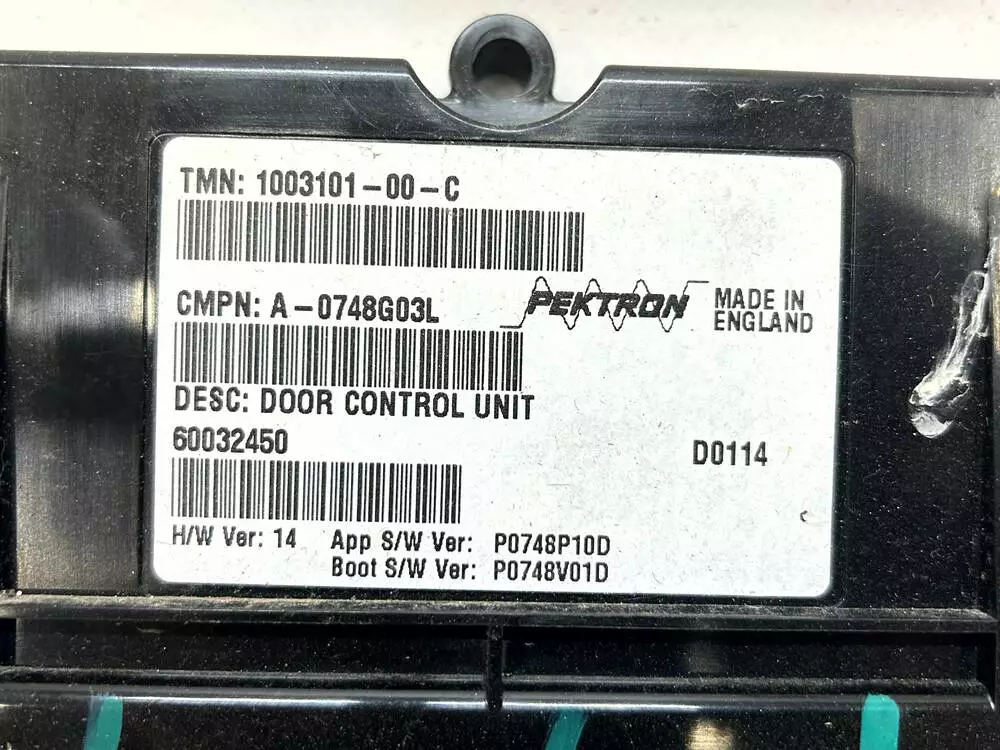 TMN: 1003101-00-C
CMPN: A-0748G03L
PEKTRON
MADE IN
ENGLAND
DESC: DOOR CONTROL UNIT
60032450
D0114
H/W Ver: 14 App S/W Ver: P0748P10D
Boot S/W Ver: P0748V01D